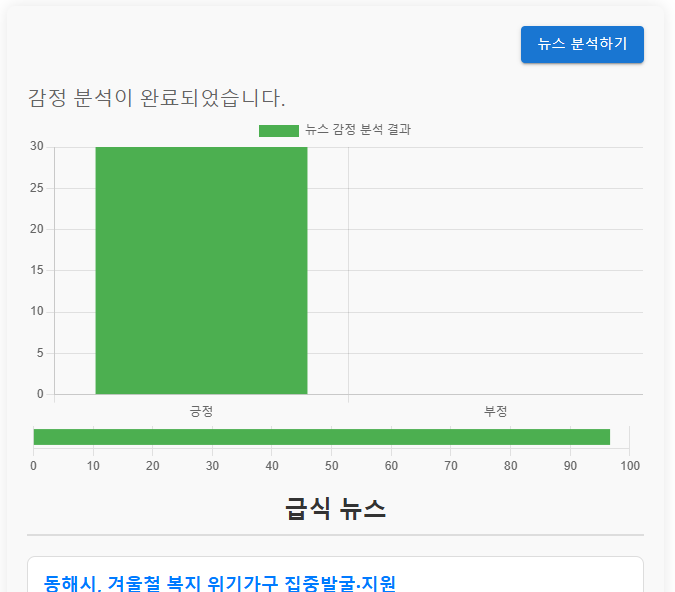 뉴스 분석하기
감정 분석이 완료되었습니다.
뉴스 감정 분석 결과
30
25
20
15
10
5
0
긍정 부정
0 10 20 30 40 50 60 70 80 90 100
급식 뉴스
동해시, 겨울철 복지 위기가구 집중발굴·지원